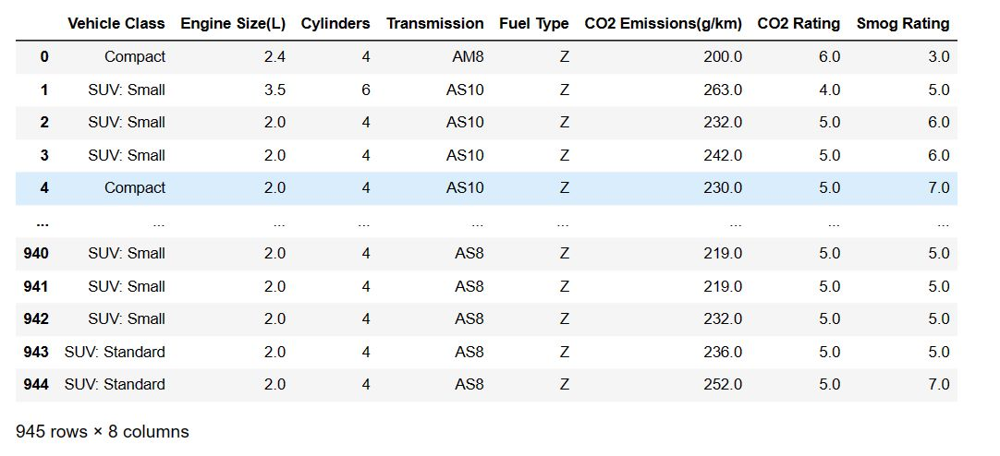 Vehicle Class Engine Size(L) Cylinders Transmission Fuel Type CO2 Emissions(g/km) CO2 Rating Smog Rating
0 Compact 2.4 4 AM8 Z 200.0 6.0 3.0
1 SUV: Small 3.5 6 AS10 Z 263.0 4.0 5.0
2 SUV: Small 2.0 4 AS10 Z 232.0 5.0 6.0
3 SUV: Small 2.0 4 AS10 Z 242.0 5.0 6.0
4 Compact 2.0 4 AS10 Z 230.0 5.0 7.0
... ... ... ... ... ... ... ... ...
940 SUV: Small 2.0 4 AS8 Z 219.0 5.0 5.0
941 SUV: Small 2.0 4 AS8 Z 219.0 5.0 5.0
942 SUV: Small 2.0 4 AS8 Z 232.0 5.0 5.0
943 SUV: Standard 2.0 4 AS8 Z 236.0 5.0 5.0
944 SUV: Standard 2.0 4 AS8 Z 252.0 5.0 7.0
945 rows × 8 columns